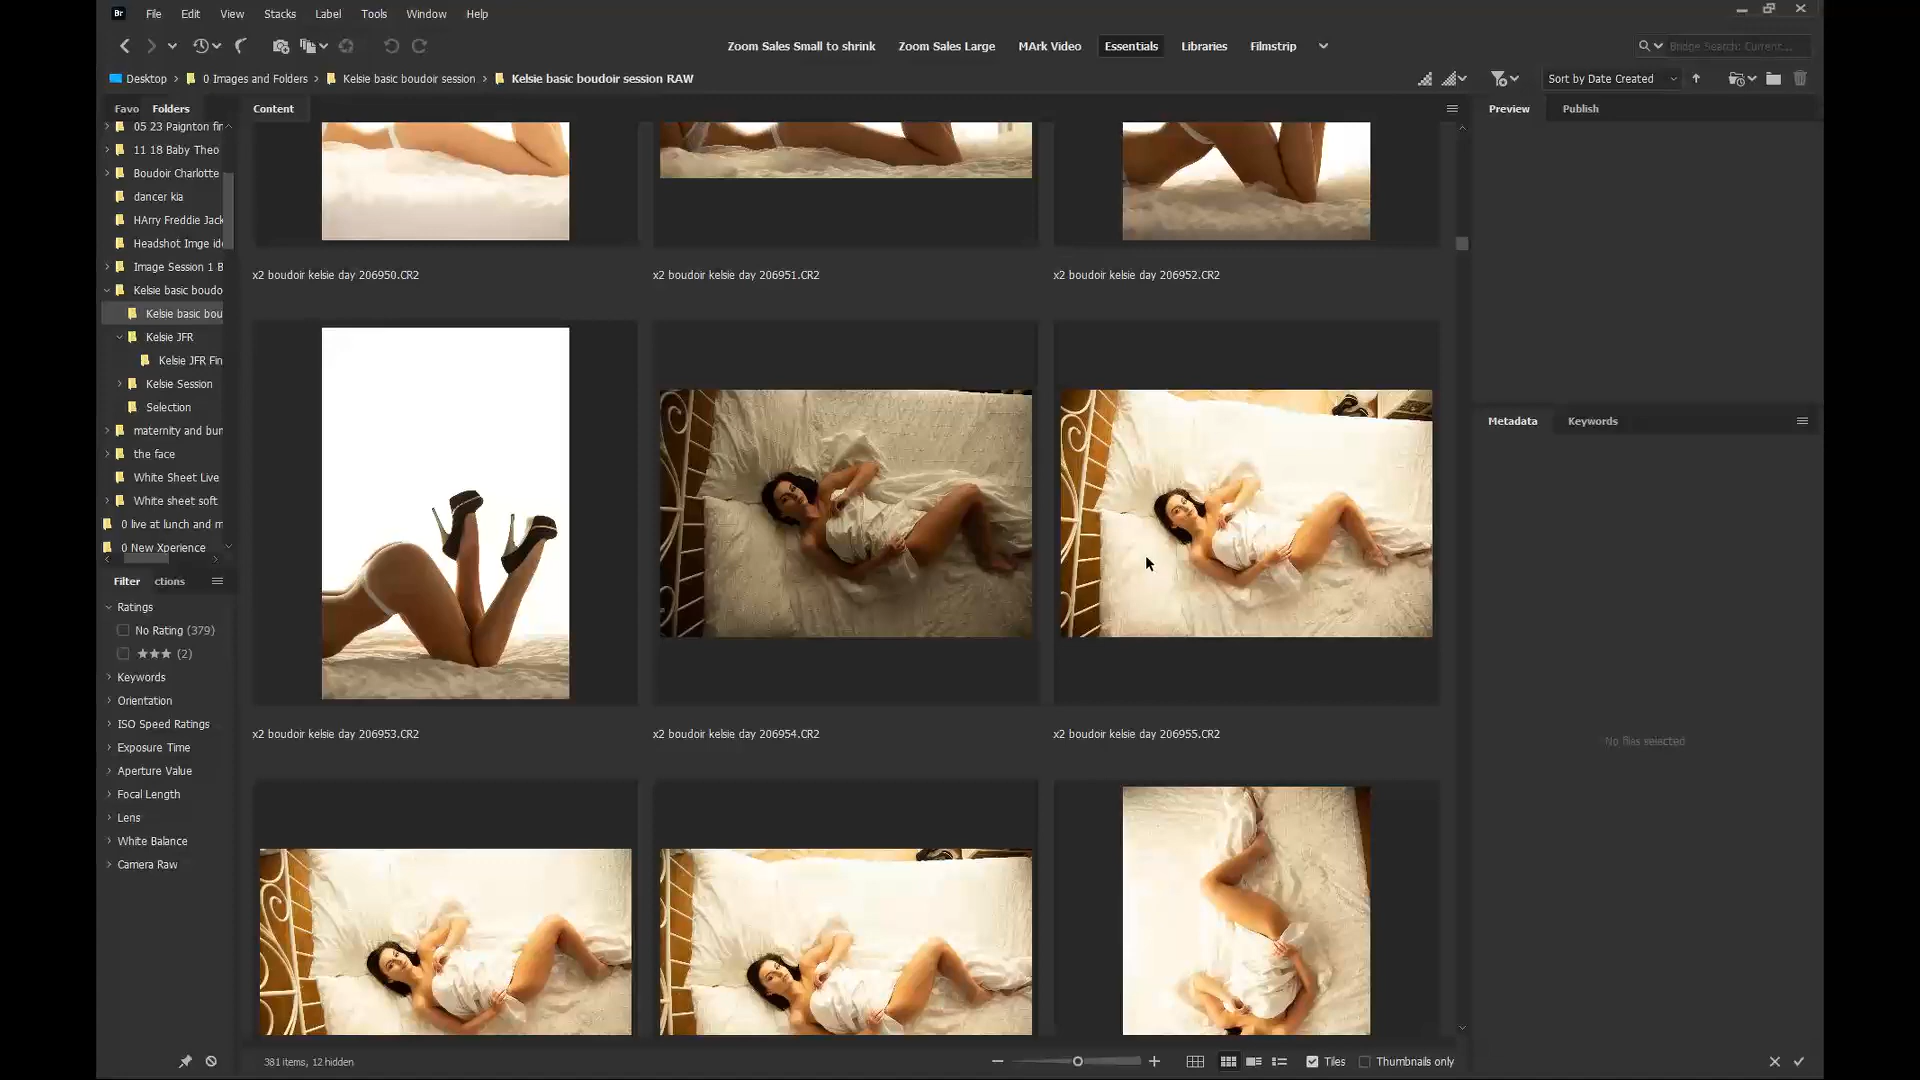 Br File Edit View Stacks Label Tools Window Help
Zoom Sales Small to shrink Zoom Sales Large MArk Video Essentials Libraries Filmstrip Bridge Search: Current...
Desktop 0 Images and Folders Kelsie basic boudoir session Kelsie basic boudoir session RAW Sort by Date Created
Favo Folders Content Preview Publish
05 23 Paignton fir
11 18 Baby Theo
Boudoir Charlotte
dancer kia
HArry Freddie Jack
Headshot Imge ide
Image Session 1 B
Kelsie basic boudo
Kelsie basic bou
Kelsie JFR
Kelsie JFR Fin
Kelsie Session
Selection
maternity and bun
the face
White Sheet Live
White sheet soft
0 live at lunch and m
0 New Xperience
Filter ctions
Ratings
No Rating (379)
★★★ (2)
Keywords
Orientation
ISO Speed Ratings
Exposure Time
Aperture Value
Focal Length
Lens
White Balance
Camera Raw
x2 boudoir kelsie day 206950.CR2 x2 boudoir kelsie day 206951.CR2 x2 boudoir kelsie day 206952.CR2
x2 boudoir kelsie day 206953.CR2 x2 boudoir kelsie day 206954.CR2 x2 boudoir kelsie day 206955.CR2
Metadata Keywords
No files selected
381 items, 12 hidden Tiles Thumbnails only